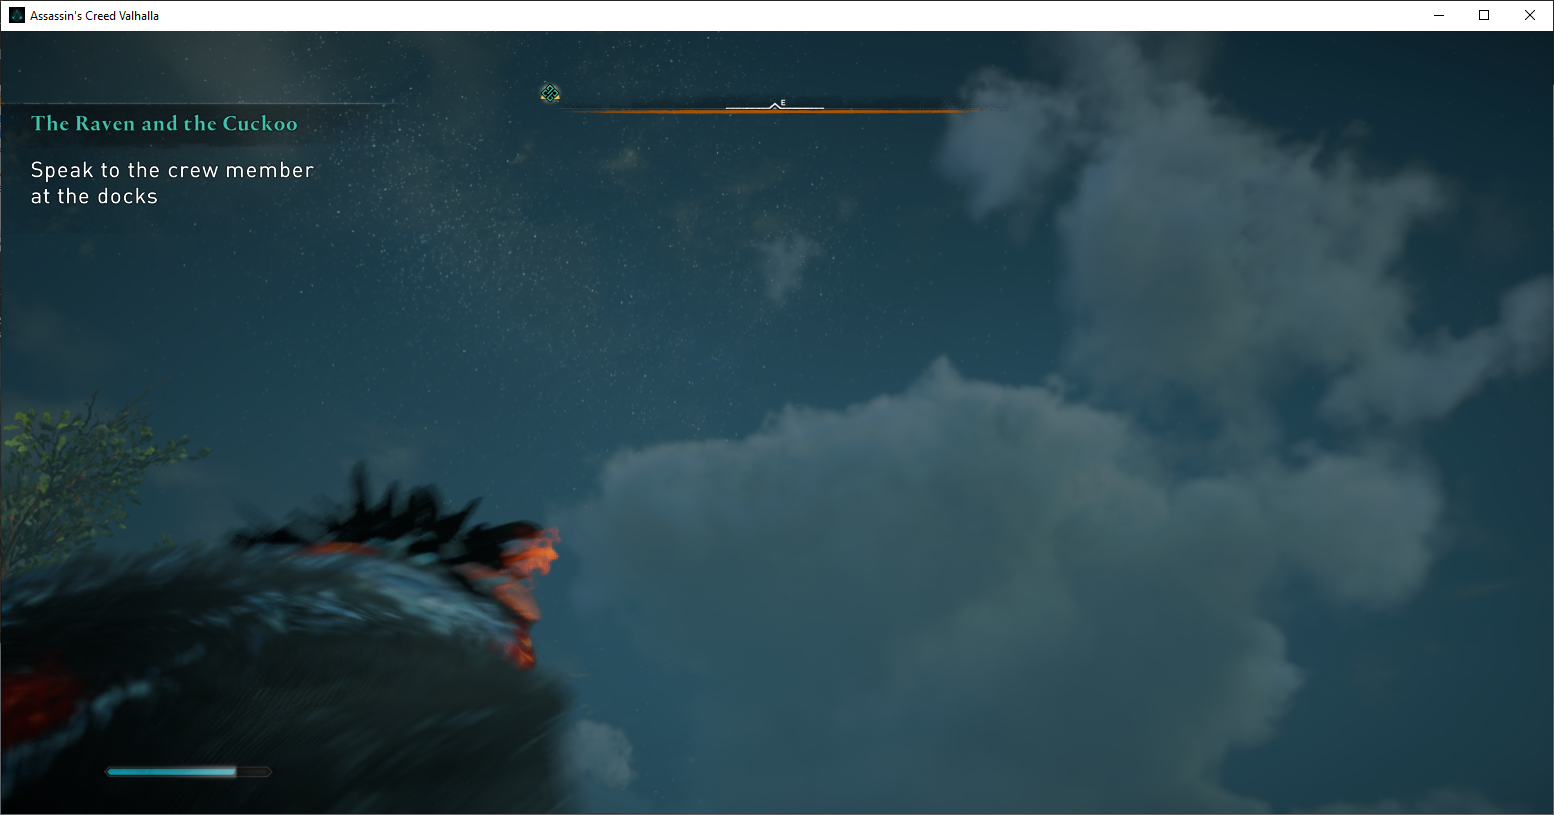 Assassin's Creed Valhalla
E
The Raven and the Cuckoo
Speak to the crew member
at the docks